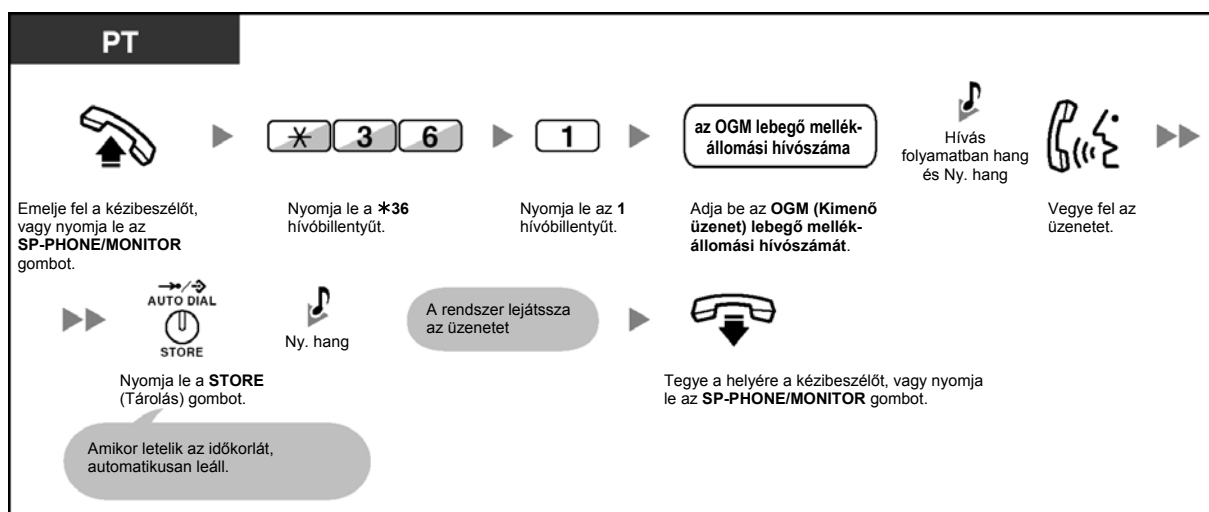 PT
✳ 3 6
1
az OGM lebegő mellék-
állomási hívószáma
Hívás
folyamatban hang
és Ny. hang
Emelje fel a kézibeszélőt,
vagy nyomja le az
SP-PHONE/MONITOR
gombot.
Nyomja le a ✳36
hívóbillentyűt.
Nyomja le az 1
hívóbillentyűt.
Adja be az OGM (Kimenő
üzenet) lebegő mellék-
állomási hívószámát.
Vegye fel az
üzenetet.
AUTO DIAL
STORE
Ny. hang
A rendszer lejátssza
az üzenetet
Nyomja le a STORE
(Tárolás) gombot.
Tegye a helyére a kézibeszélőt, vagy nyomja
le az SP-PHONE/MONITOR gombot.
Amikor letelik az időkorlát,
automatikusan leáll.